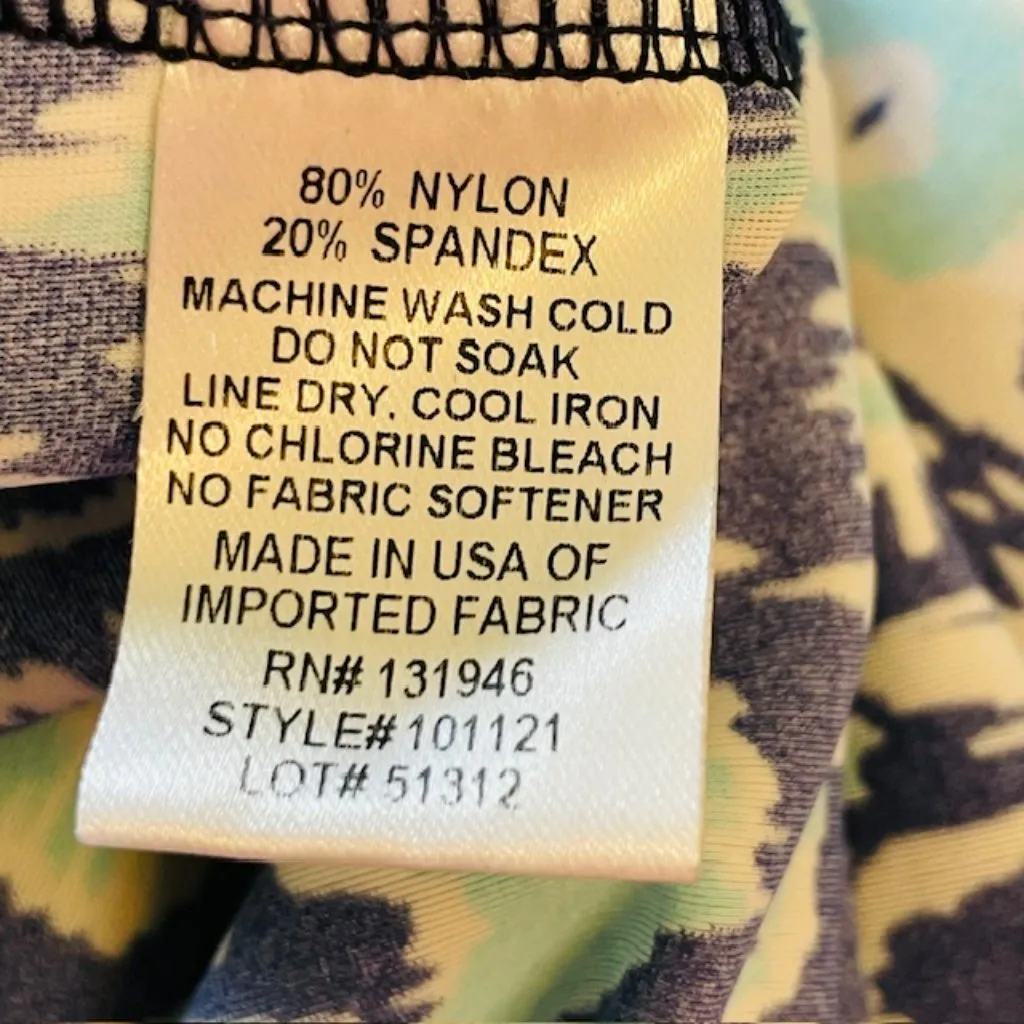 80% NYLON
20% SPANDEX
MACHINE WASH COLD
DO NOT SOAK
LINE DRY. COOL IRON
NO CHLORINE BLEACH
NO FABRIC SOFTENER
MADE IN USA OF
IMPORTED FABRIC
RN# 131946
STYLE# 101121
LOT# 51312